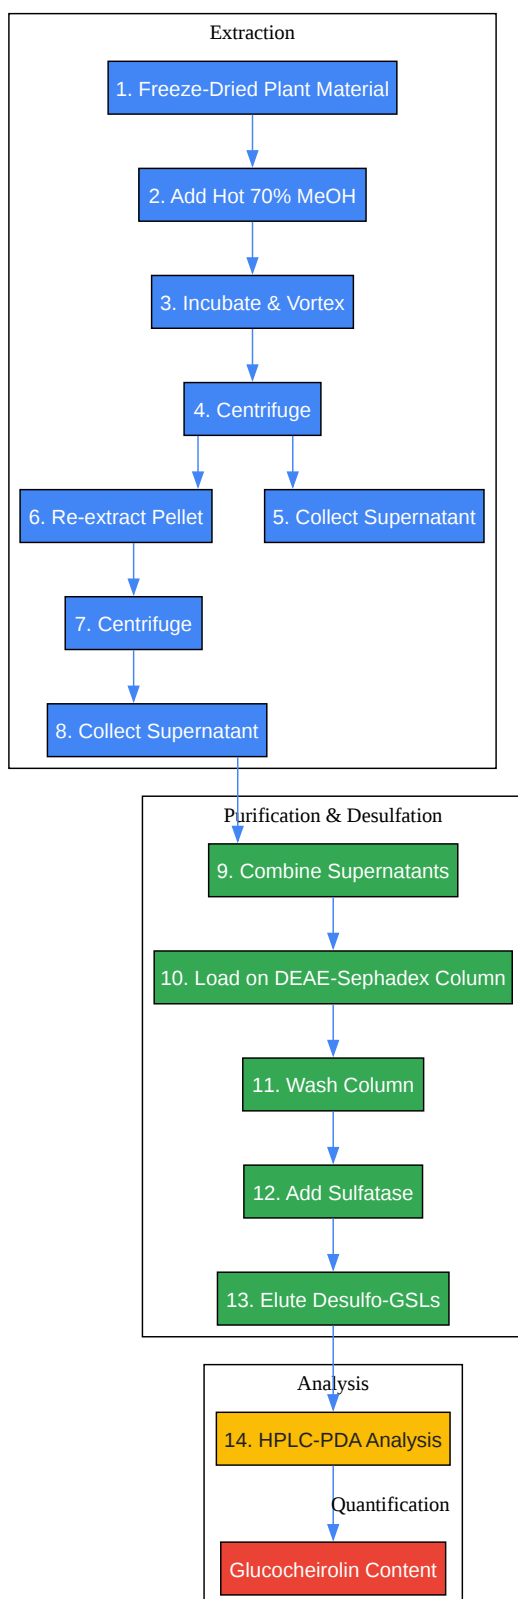 Extraction
1. Freeze-Dried Plant Material
2. Add Hot 70% MeOH
3. Incubate & Vortex
4. Centrifuge
6. Re-extract Pellet
5. Collect Supernatant
7. Centrifuge
8. Collect Supernatant
Purification & Desulfation
9. Combine Supernatants
10. Load on DEAE-Sephadex Column
11. Wash Column
12. Add Sulfatase
13. Elute Desulfo-GSLs
Analysis
14. HPLC-PDA Analysis
Quantification
Glucocheirolin Content